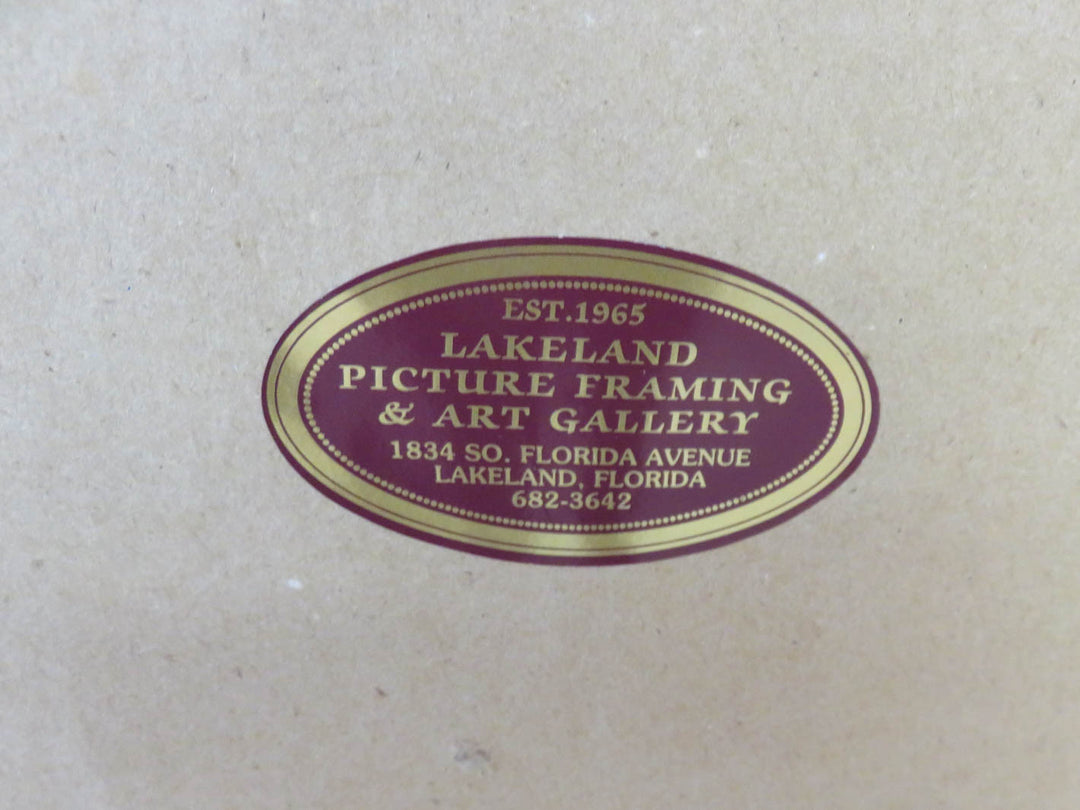 EST.1965
LAKELAND
PICTURE FRAMING
& ART GALLERY
1834 SO. FLORIDA AVENUE
LAKELAND, FLORIDA
682-3642